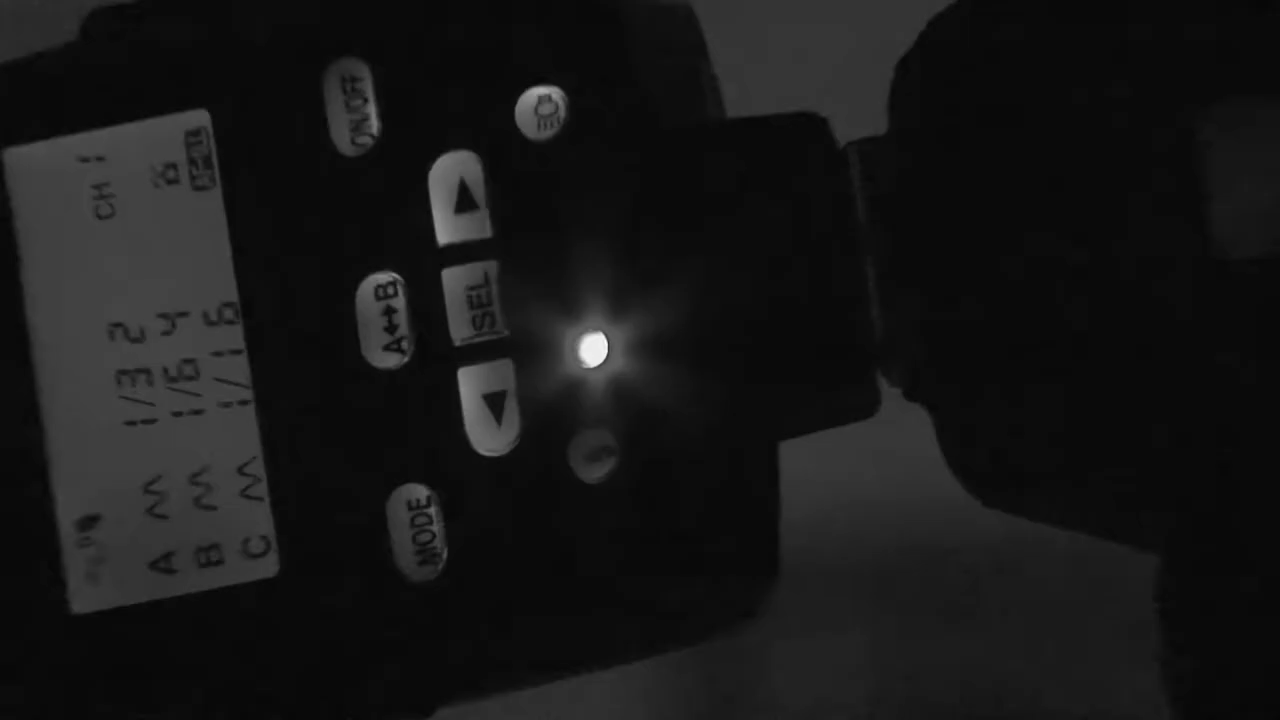 CH 1
A M 1/32
B M 1/64
C M 1/16
MODE A↔B ON/OFF
▼ SEL ▲